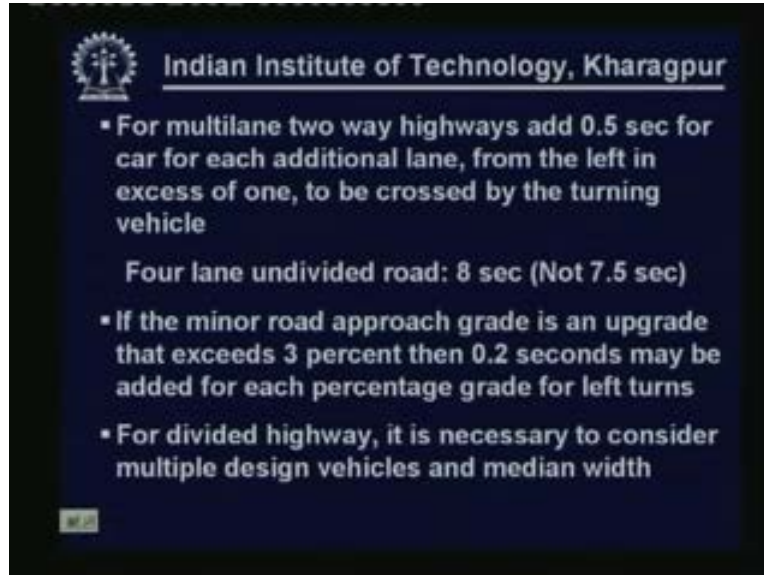 Indian Institute of Technology, Kharagpur
▪ For multilane two way highways add 0.5 sec for
car for each additional lane, from the left in
excess of one, to be crossed by the turning
vehicle
Four lane undivided road: 8 sec (Not 7.5 sec)
▪ If the minor road approach grade is an upgrade
that exceeds 3 percent then 0.2 seconds may be
added for each percentage grade for left turns
▪ For divided highway, it is necessary to consider
multiple design vehicles and median width